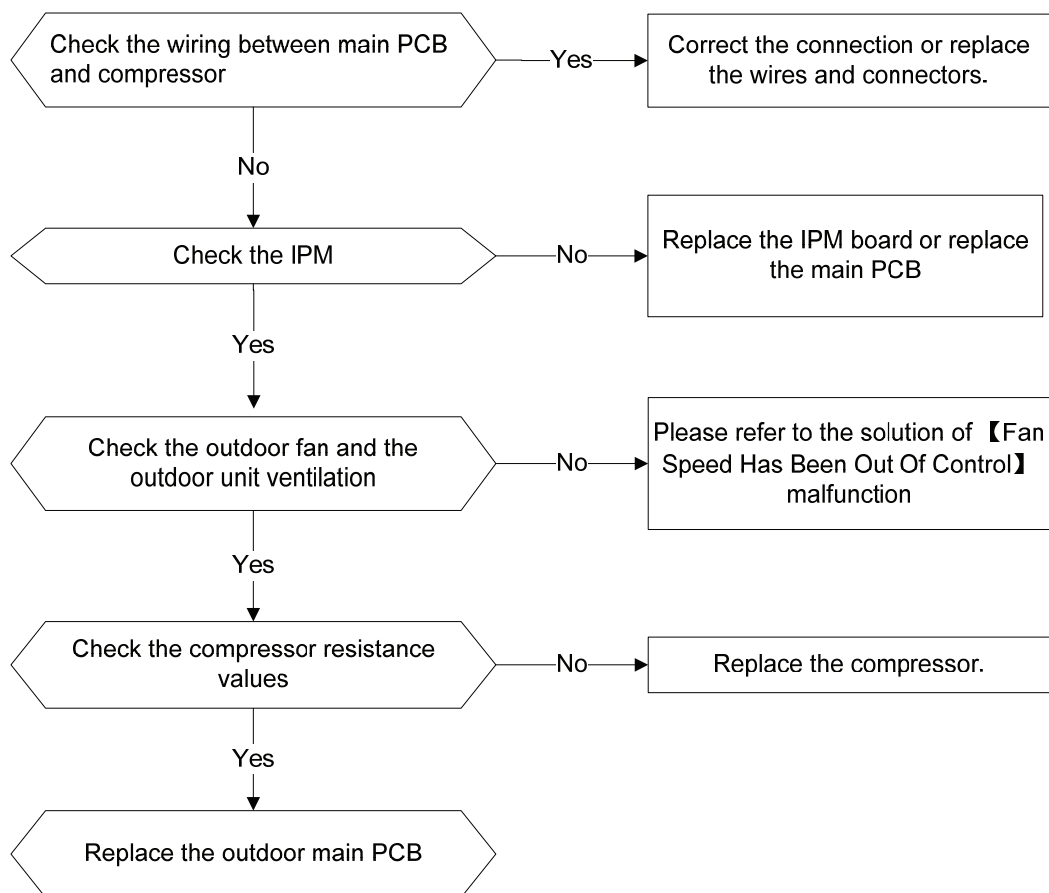 Check the wiring between main PCB
and compressor
Yes
Correct the connection or replace
the wires and connectors.
No
Check the IPM
No
Replace the IPM board or replace
the main PCB
Yes
Check the outdoor fan and the
outdoor unit ventilation
No
Please refer to the solution of 【Fan
Speed Has Been Out Of Control】
malfunction
Yes
Check the compressor resistance
values
No
Replace the compressor.
Yes
Replace the outdoor main PCB